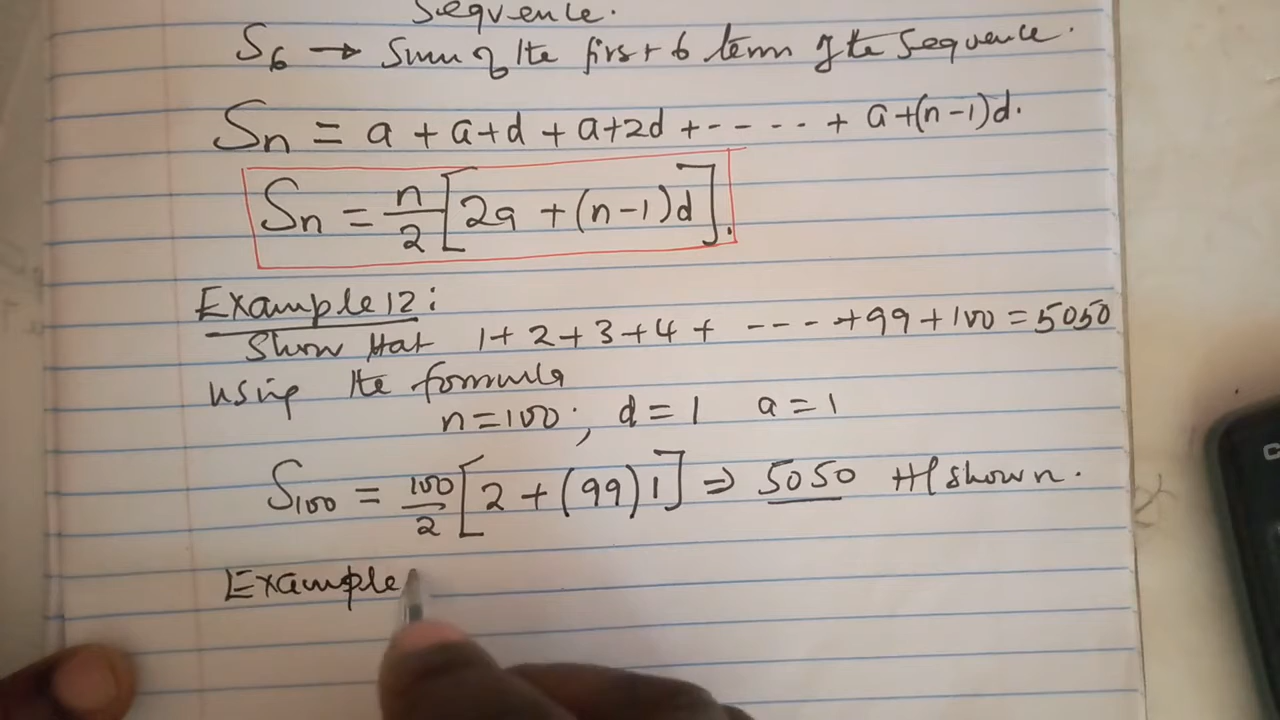 Sequence.
S₆ → Sum of the first 6 term of the Sequence.
Sn = a + a+d + a+2d + - - - - - + a+(n-1)d.
Sn = n/2 [2a + (n-1)d].
Example 12:
Show that 1+2+3+4+ - - - - +99+100 = 5050
using the formula
n=100; d=1 a=1
S₁₀₀ = 100/2 [2 + (99)1] ⇒ 5050 shown.
Example